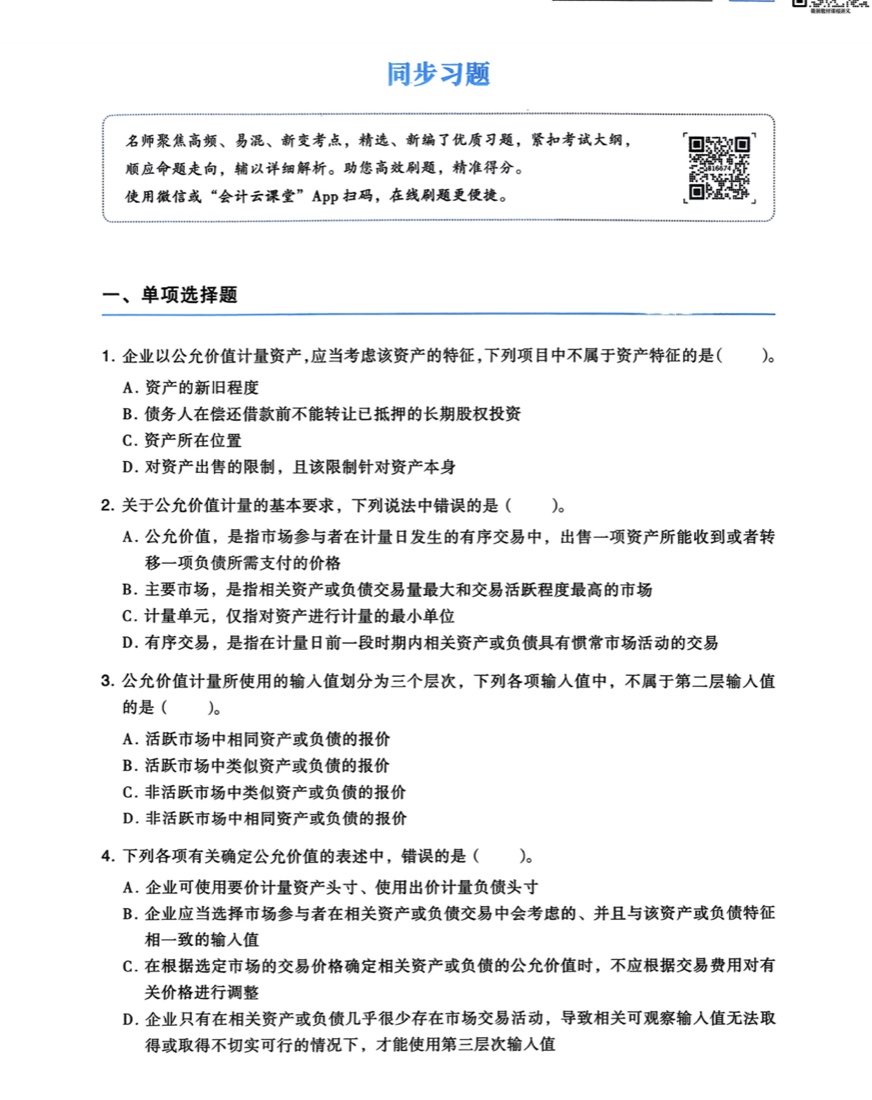 同步习题
名师聚焦高频、易混、新变考点，精选、新编了优质习题，紧扣考试大纲，
顺应命题走向，辅以详细解析。助您高效刷题，精准得分。
使用微信或“会计云课堂”App 扫码，在线刷题更便捷。
一、单项选择题
1. 企业以公允价值计量资产，应当考虑该资产的特征，下列项目中不属于资产特征的是（　　）。
A. 资产的新旧程度
B. 债务人在偿还借款前不能转让已抵押的长期股权投资
C. 资产所在位置
D. 对资产出售的限制，且该限制针对资产本身
2. 关于公允价值计量的基本要求，下列说法中错误的是（　　）。
A. 公允价值，是指市场参与者在计量日发生的有序交易中，出售一项资产所能收到或者转
移一项负债所需支付的价格
B. 主要市场，是指相关资产或负债交易量最大和交易活跃程度最高的市场
C. 计量单元，仅指对资产进行计量的最小单位
D. 有序交易，是指在计量日前一段时期内相关资产或负债具有惯常市场活动的交易
3. 公允价值计量所使用的输入值划分为三个层次，下列各项输入值中，不属于第二层输入值
的是（　　）。
A. 活跃市场中相同资产或负债的报价
B. 活跃市场中类似资产或负债的报价
C. 非活跃市场中类似资产或负债的报价
D. 非活跃市场中相同资产或负债的报价
4. 下列各项有关确定公允价值的表述中，错误的是（　　）。
A. 企业可使用要价计量资产头寸、使用出价计量负债头寸
B. 企业应当选择市场参与者在相关资产或负债交易中会考虑的、并且与该资产或负债特征
相一致的输入值
C. 在根据选定市场的交易价格确定相关资产或负债的公允价值时，不应根据交易费用对有
关价格进行调整
D. 企业只有在相关资产或负债几乎很少存在市场交易活动，导致相关可观察输入值无法取
得或取得不切实可行的情况下，才能使用第三层次输入值